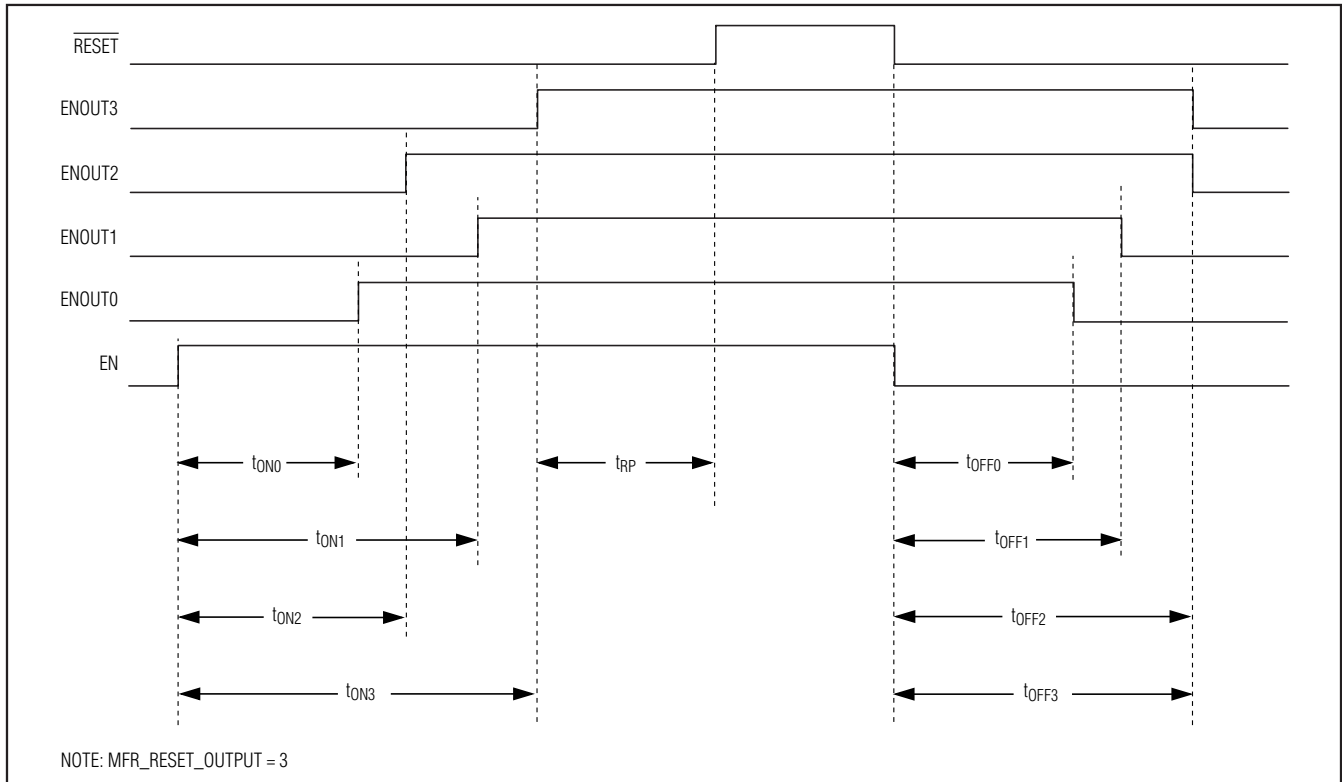 RESET
ENOUT3
ENOUT2
ENOUT1
ENOUT0
EN
tON0
tRP
tOFF0
tON1
tOFF1
tON2
tOFF2
tON3
tOFF3
NOTE: MFR_RESET_OUTPUT = 3